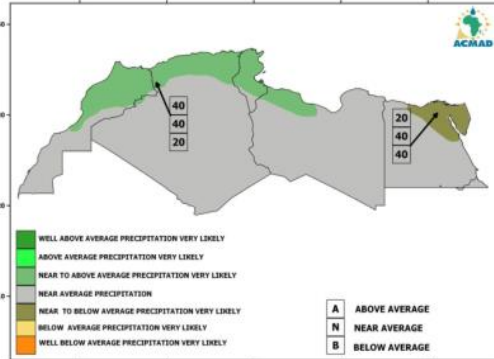 ACMAD
40
40
20
20
40
40
WELL ABOVE AVERAGE PRECIPITATION VERY LIKELY
ABOVE AVERAGE PRECIPITATION VERY LIKELY
NEAR TO ABOVE AVERAGE PRECIPITATION VERY LIKELY
NEAR AVERAGE PRECIPITATION
NEAR TO BELOW AVERAGE PRECIPITATION VERY LIKELY
BELOW AVERAGE PRECIPITATION VERY LIKELY
WELL BELOW AVERAGE PRECIPITATION VERY LIKELY
A ABOVE AVERAGE
N NEAR AVERAGE
B BELOW AVERAGE